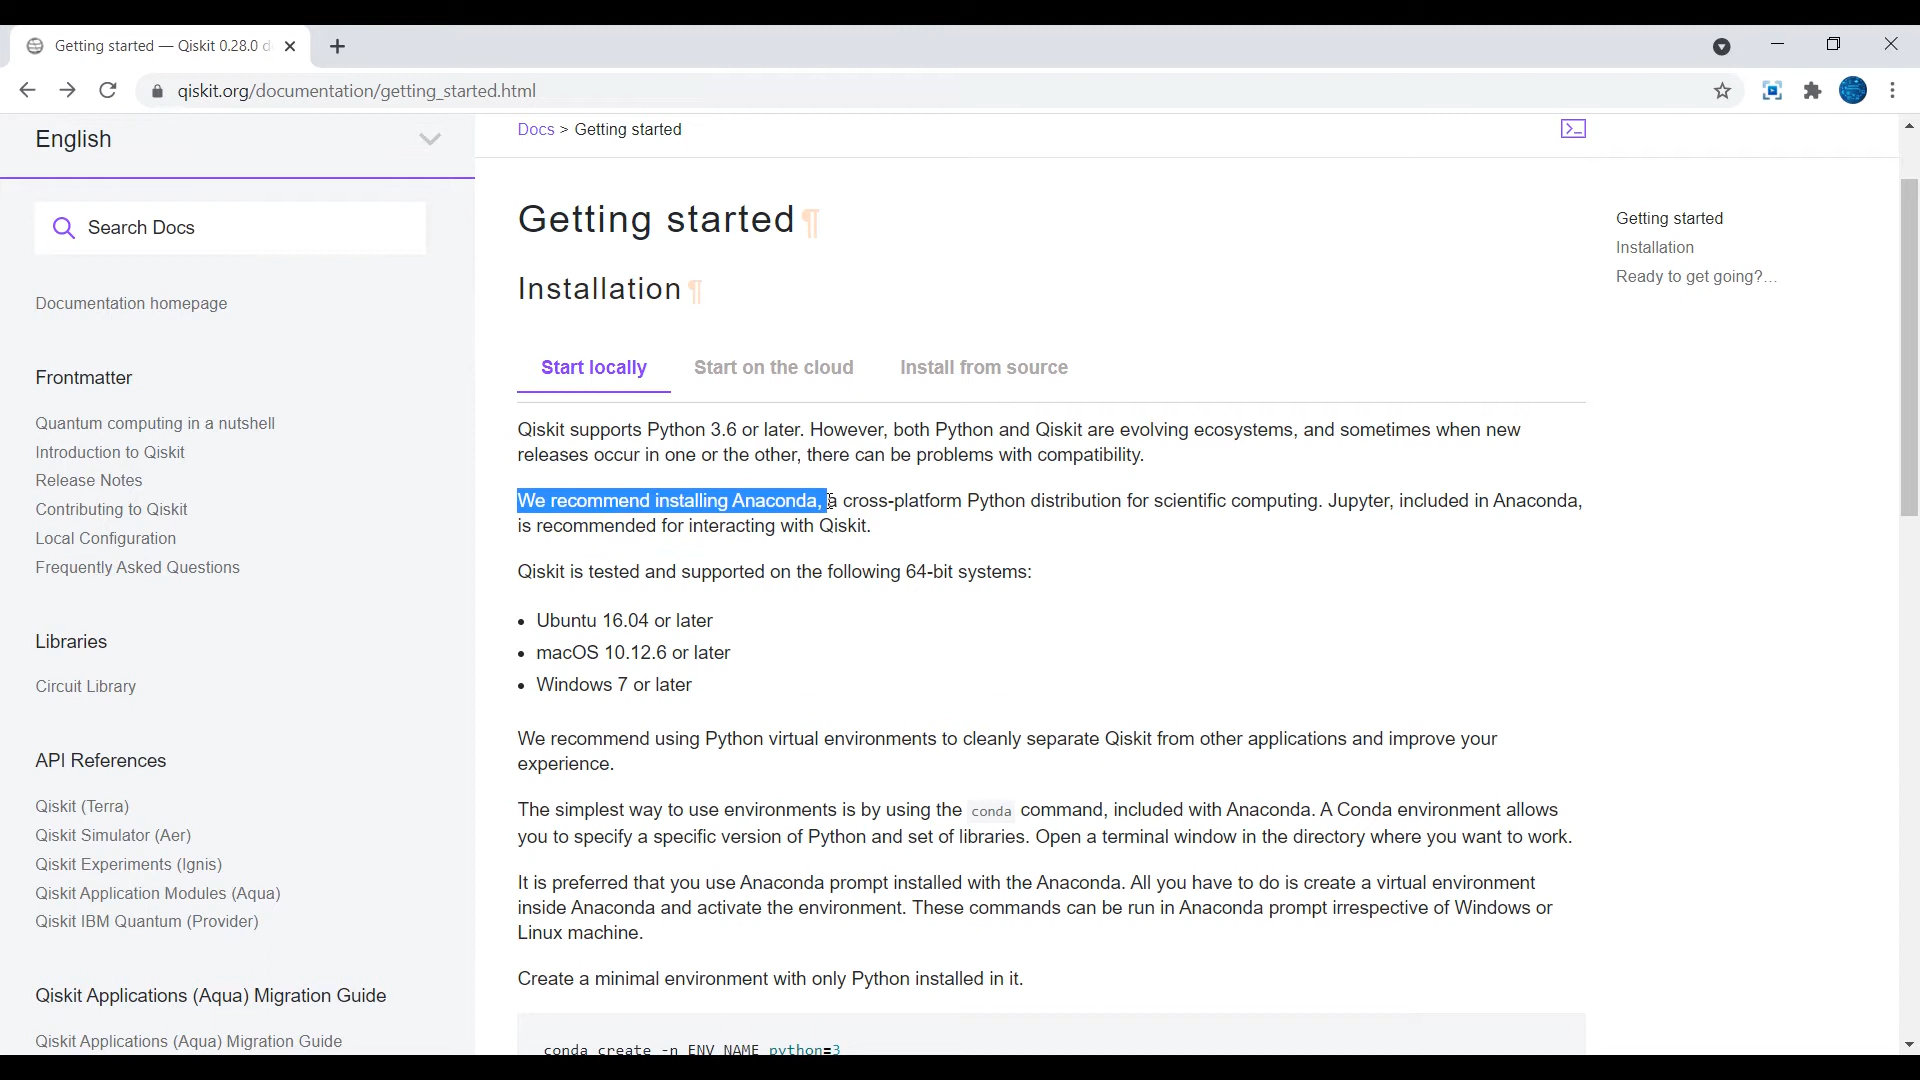 Getting started — Qiskit 0.28.0 d
qiskit.org/documentation/getting_started.html
English
Search Docs
Documentation homepage
Frontmatter
Quantum computing in a nutshell
Introduction to Qiskit
Release Notes
Contributing to Qiskit
Local Configuration
Frequently Asked Questions
Libraries
Circuit Library
API References
Qiskit (Terra)
Qiskit Simulator (Aer)
Qiskit Experiments (Ignis)
Qiskit Application Modules (Aqua)
Qiskit IBM Quantum (Provider)
Qiskit Applications (Aqua) Migration Guide
Qiskit Applications (Aqua) Migration Guide
Docs > Getting started
Getting started¶
Installation¶
Start locally Start on the cloud Install from source
Qiskit supports Python 3.6 or later. However, both Python and Qiskit are evolving ecosystems, and sometimes when new
releases occur in one or the other, there can be problems with compatibility.
We recommend installing Anaconda, a cross-platform Python distribution for scientific computing. Jupyter, included in Anaconda,
is recommended for interacting with Qiskit.
Qiskit is tested and supported on the following 64-bit systems:
• Ubuntu 16.04 or later
• macOS 10.12.6 or later
• Windows 7 or later
We recommend using Python virtual environments to cleanly separate Qiskit from other applications and improve your
experience.
The simplest way to use environments is by using the conda command, included with Anaconda. A Conda environment allows
you to specify a specific version of Python and set of libraries. Open a terminal window in the directory where you want to work.
It is preferred that you use Anaconda prompt installed with the Anaconda. All you have to do is create a virtual environment
inside Anaconda and activate the environment. These commands can be run in Anaconda prompt irrespective of Windows or
Linux machine.
Create a minimal environment with only Python installed in it.
conda create -n ENV_NAME python=3
Getting started
Installation
Ready to get going?...